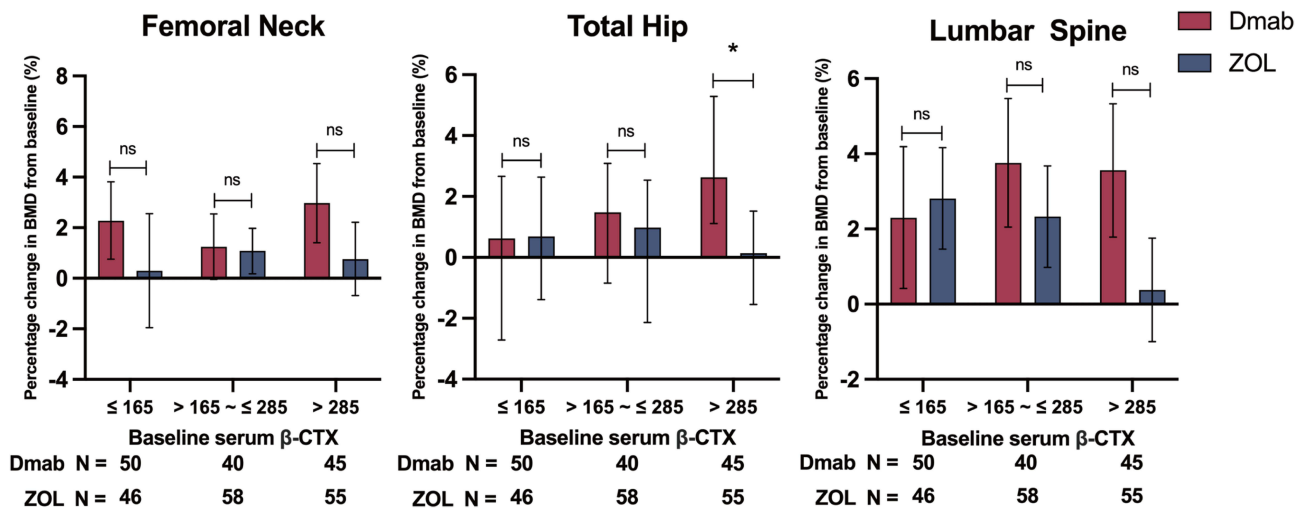 Femoral Neck
Percentage change in BMD from baseline (%)
8
6
4
2
0
-2
-4
ns
ns
ns
≤ 165 > 165 ~ ≤ 285 > 285
Baseline serum β-CTX
Dmab N = 50 40 45
ZOL N = 46 58 55
Total Hip
Percentage change in BMD from baseline (%)
6
4
2
0
-2
-4
ns
ns
*
≤ 165 > 165 ~ ≤ 285 > 285
Baseline serum β-CTX
Dmab N = 50 40 45
ZOL N = 46 58 55
Lumbar Spine
Percentage change in BMD from baseline (%)
6
4
2
0
-2
ns
ns
ns
≤ 165 > 165 ~ ≤ 285 > 285
Baseline serum β-CTX
Dmab N = 50 40 45
ZOL N = 46 58 55
Dmab
ZOL